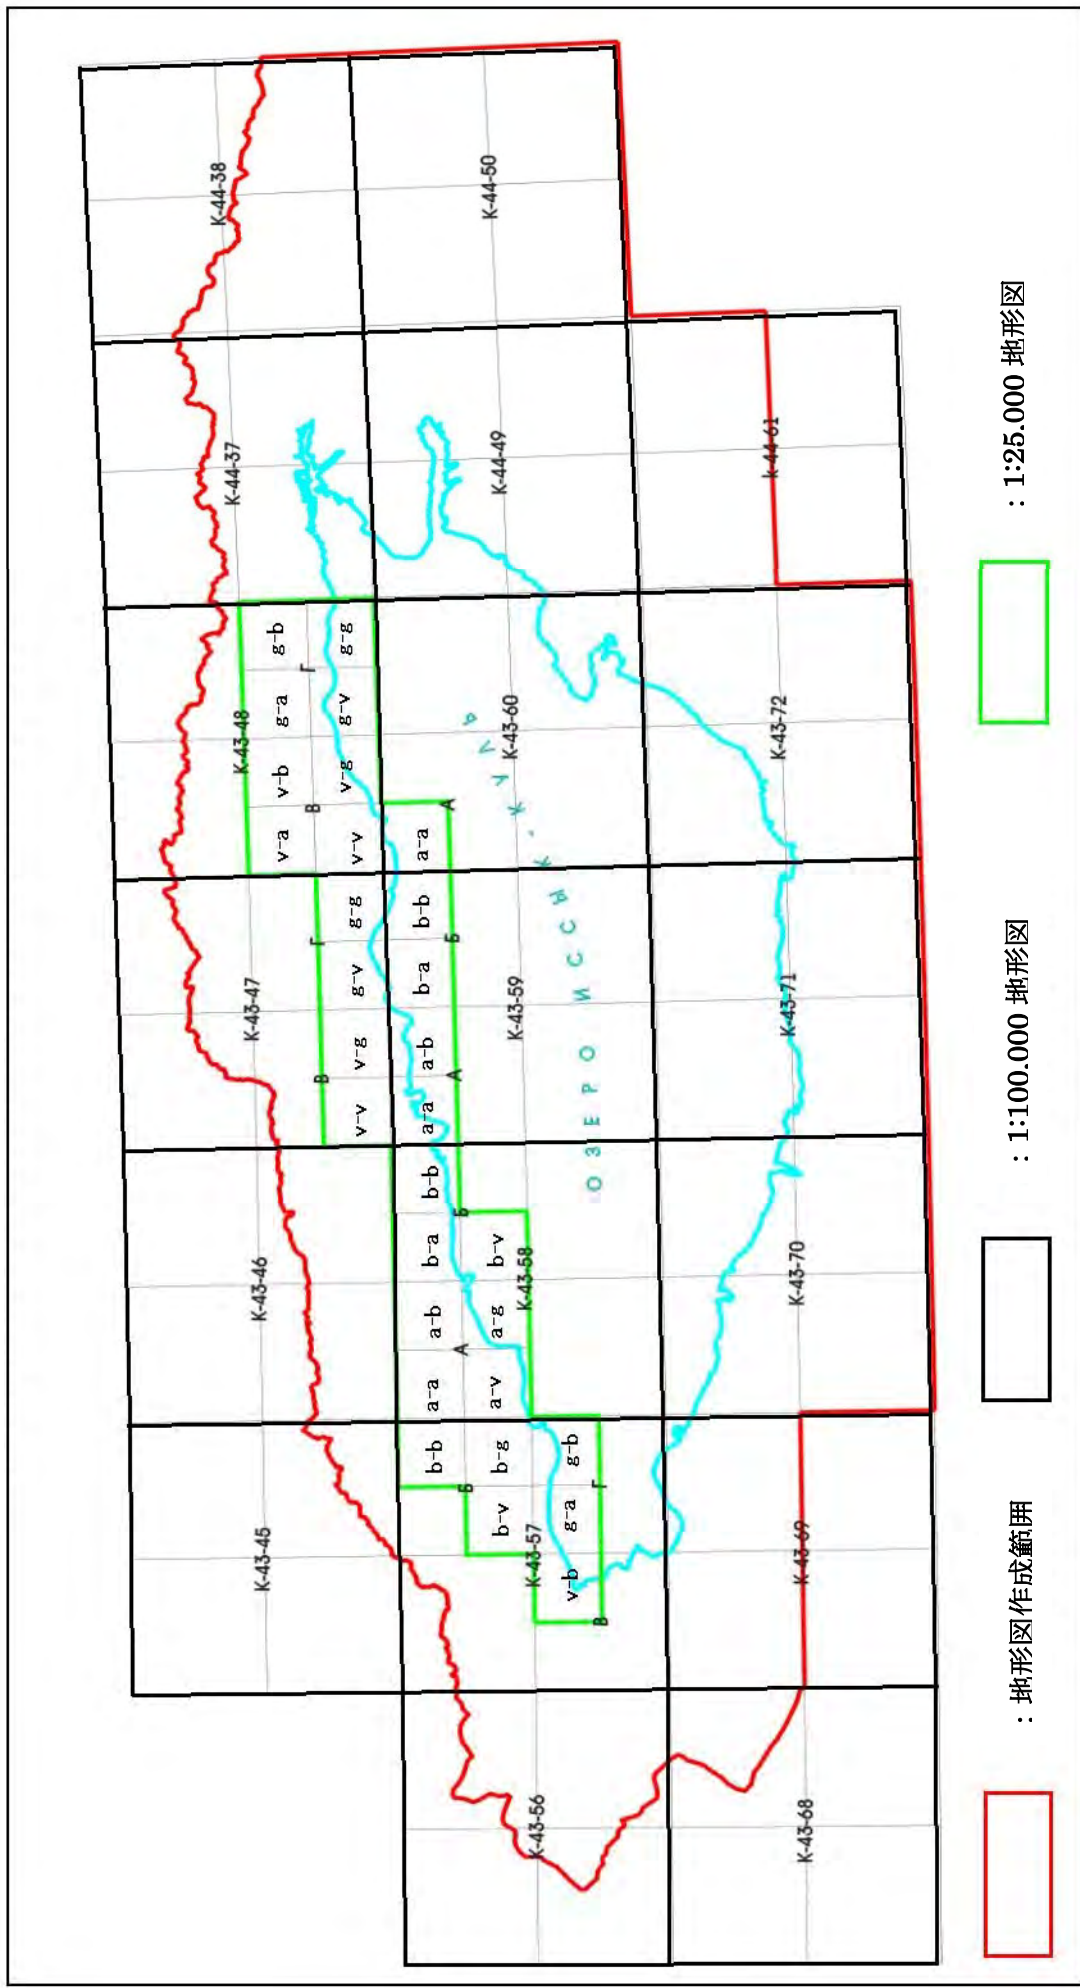 K-43-45 K-43-46 K-43-47 K-43-48 K-44-37 K-44-38
v-a v-b g-a g-b
В Г В Г
v-v v-g g-v g-g v-v v-g g-v g-g
b-b a-a a-b b-a b-b a-a a-b b-a b-b a-a
Б А Б А Б А
b-v b-g a-v a-g b-v
K-43-56 K-43-57 K-43-58 K-43-59 K-43-60 K-44-49 K-44-50
v-b g-a g-b
В Г
ОЗЕРО ИССЫК-КУЛЬ
K-43-68 K-43-69 K-43-70 K-43-71 K-43-72 k-44-61
：地形図作成範囲 ：1:100.000 地形図 ：1:25.000 地形図